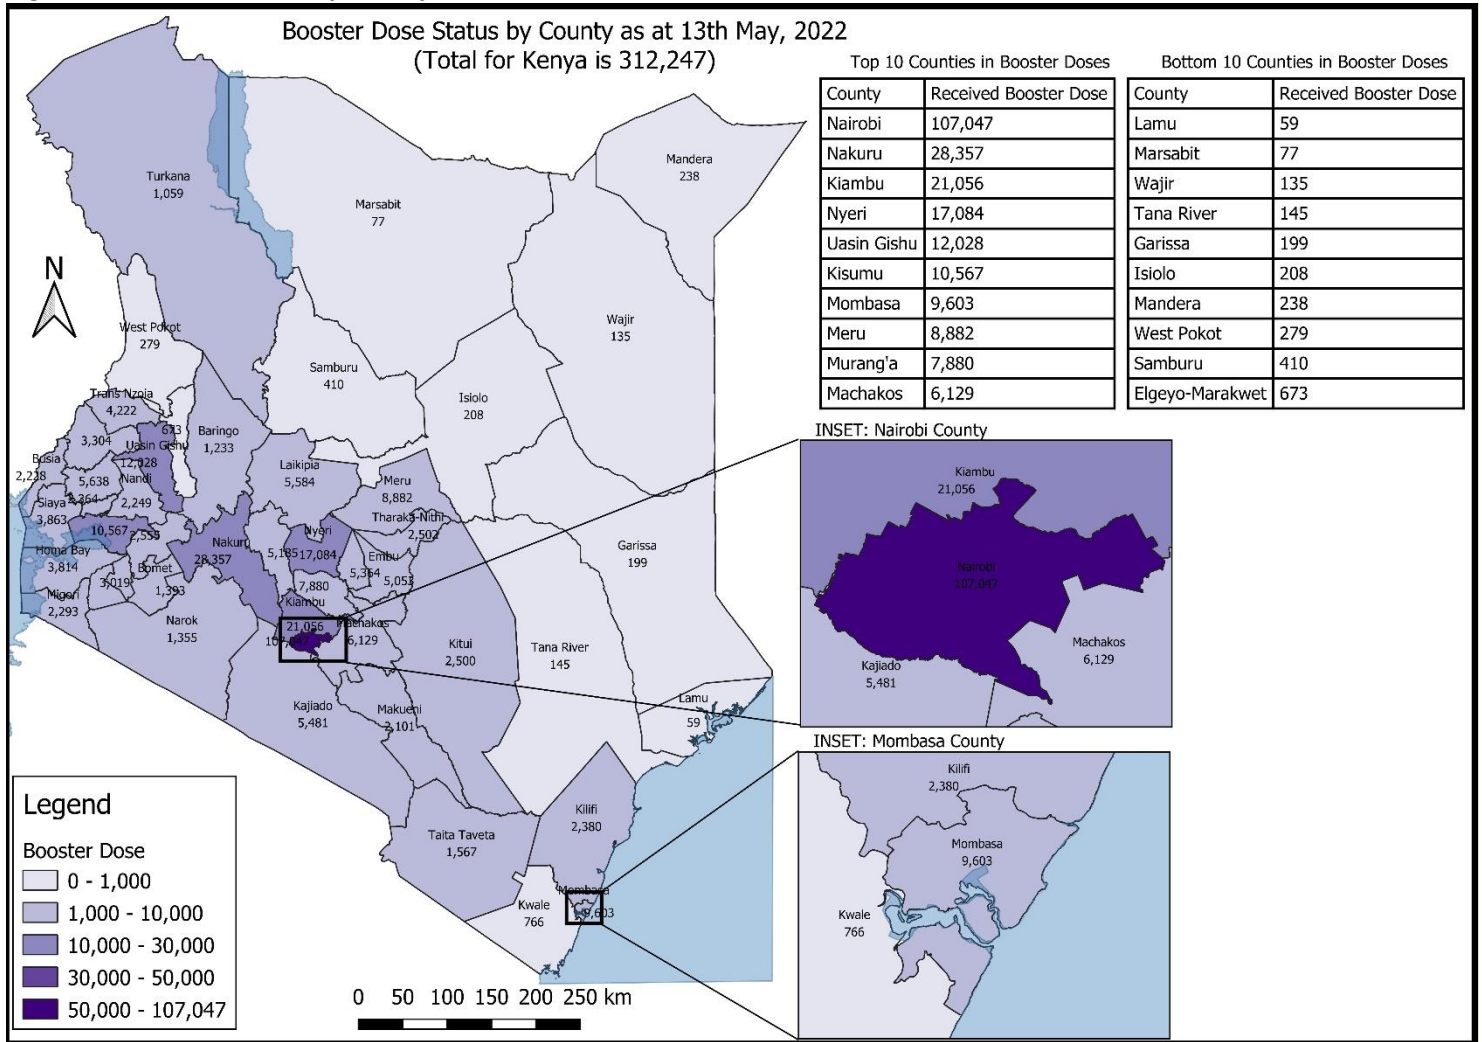 Booster Dose Status by County as at 13th May, 2022
(Total for Kenya is 312,247)
Top 10 Counties in Booster Doses
County Received Booster Dose
Nairobi 107,047
Nakuru 28,357
Kiambu 21,056
Nyeri 17,084
Uasin Gishu 12,028
Kisumu 10,567
Mombasa 9,603
Meru 8,882
Murang'a 7,880
Machakos 6,129
Bottom 10 Counties in Booster Doses
County Received Booster Dose
Lamu 59
Marsabit 77
Wajir 135
Tana River 145
Garissa 199
Isiolo 208
Mandera 238
West Pokot 279
Samburu 410
Elgeyo-Marakwet 673
Turkana
1,059
Marsabit
77
Mandera
238
N
West Pokot
279
Samburu
410
Wajir
135
Isiolo
208
Trans Nzoia
4,222
3,304
673
Uasin Gishu
12,028
Baringo
1,233
Busia
2,228
5,638
Nandi
2,249
Laikipia
5,584
Meru
8,882
Siaya
3,863
2,264
Tharaka-Nithi
2,502
10,567
2,555
Nakuru
28,357
5,185
Nyeri
17,084
Embu
5,364
5,053
Garissa
199
Homa Bay
3,814
3,019
Bomet
1,393
7,880
Migori
2,293
Kiambu
21,056
107,047
Machakos
6,129
Narok
1,355
Kitui
2,500
Tana River
145
Kajiado
5,481
Makueni
2,101
Lamu
59
Taita Taveta
1,567
Kilifi
2,380
Kwale
766
Mombasa
9,603
INSET: Nairobi County
Kiambu
21,056
Nairobi
107,047
Machakos
6,129
Kajiado
5,481
INSET: Mombasa County
Kilifi
2,380
Mombasa
9,603
Kwale
766
Legend
Booster Dose
0 - 1,000
1,000 - 10,000
10,000 - 30,000
30,000 - 50,000
50,000 - 107,047
0 50 100 150 200 250 km